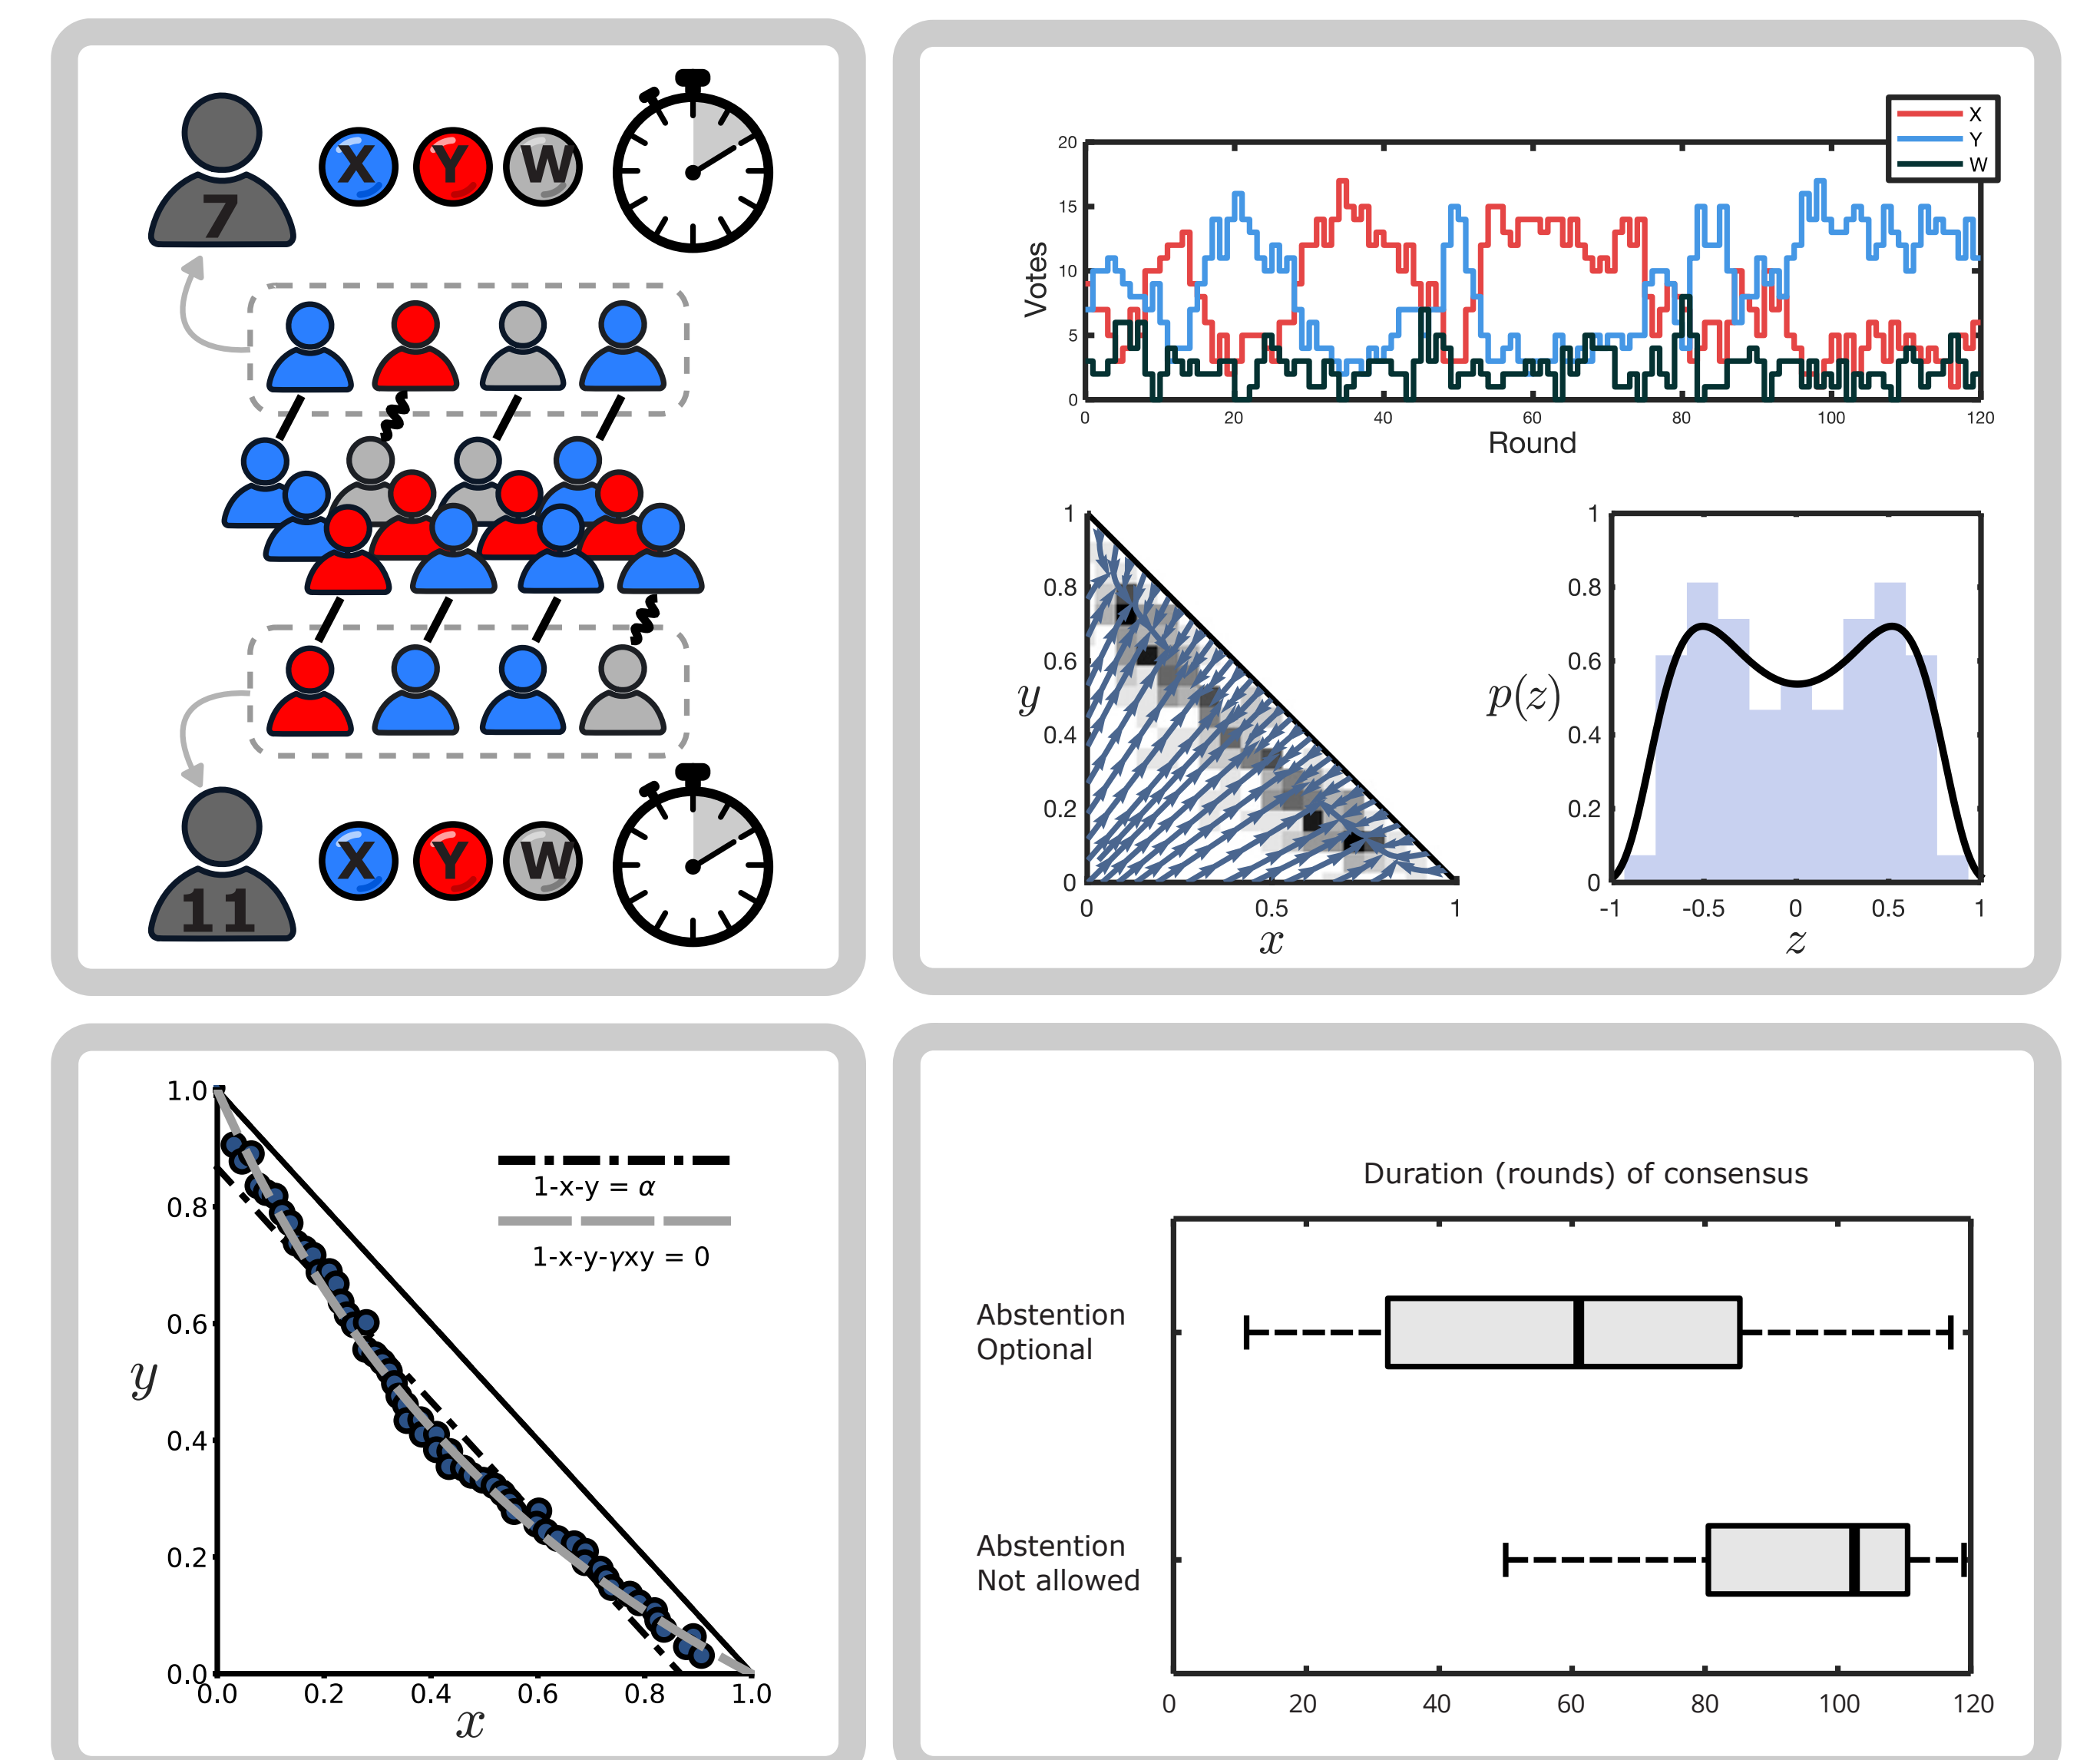 7
X Y W
X Y W
11
X
Y
W
20
15
10
5
0
Votes
0 20 40 60 80 100 120
Round
1
0.8
0.6
0.4
0.2
0
y
0 0.5 1
x
1
0.8
0.6
0.4
0.2
0
p(z)
-1 -0.5 0 0.5 1
z
1.0
0.8
0.6
0.4
0.2
0.0
y
0.0 0.2 0.4 0.6 0.8 1.0
x
1-x-y = α
1-x-y-γxy = 0
Duration (rounds) of consensus
Abstention
Optional
Abstention
Not allowed
0 20 40 60 80 100 120